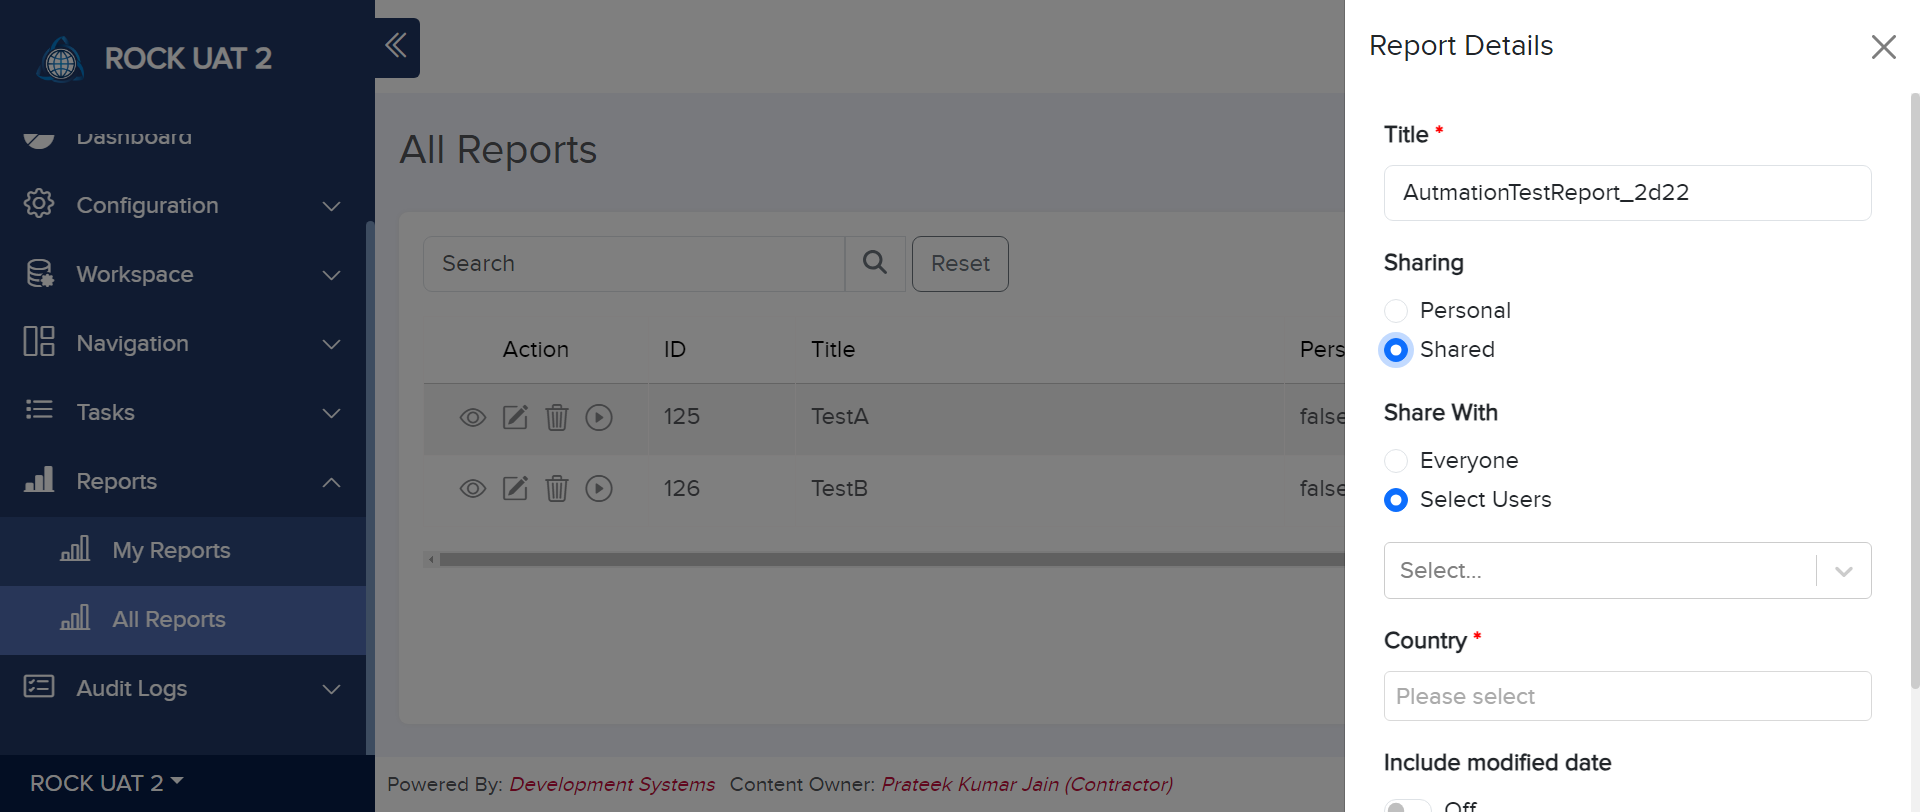 ROCK UAT 2
Dashboard
Configuration
Workspace
Navigation
Tasks
Reports
My Reports
All Reports
Audit Logs
ROCK UAT 2
All Reports
Search
Reset
Action ID Title Pers
125 TestA false
126 TestB false
Powered By: Development Systems Content Owner: Prateek Kumar Jain (Contractor)
Report Details
Title *
AutmationTestReport_2d22
Sharing
Personal
Shared
Share With
Everyone
Select Users
Select...
Country *
Please select
Include modified date
Off